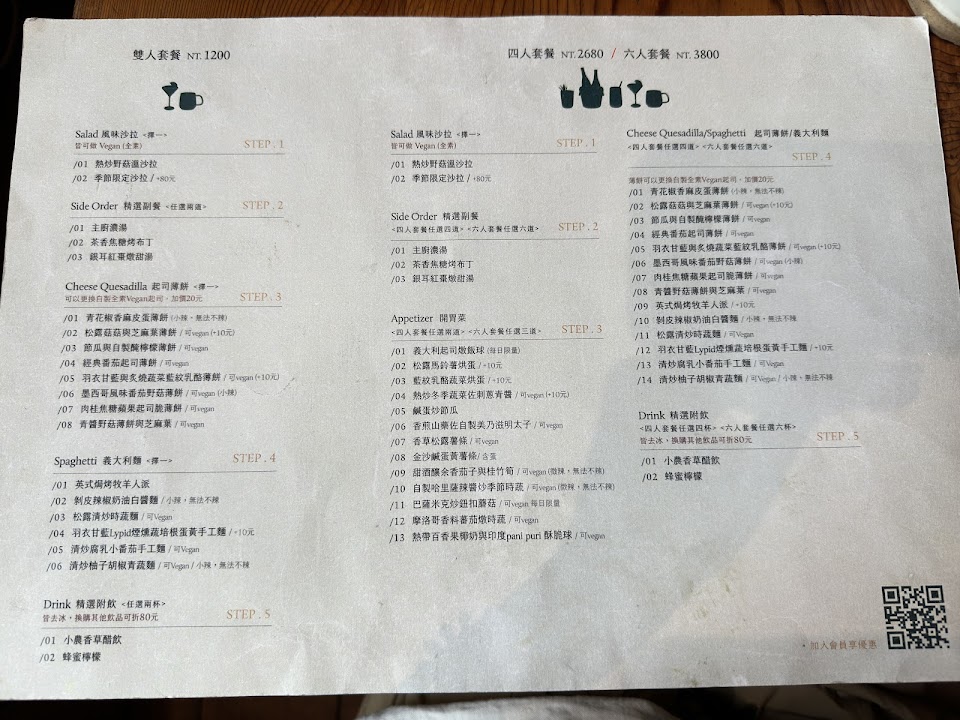 雙人套餐 NT. 1200
Salad 風味沙拉 <擇一>
皆可做 Vegan (全素)
STEP . 1
/01 熱炒野菇溫沙拉
/02 季節限定沙拉 / +80元
Side Order 精選副餐 <任選兩道>
STEP . 2
/01 主廚濃湯
/02 茶香焦糖烤布丁
/03 銀耳紅棗燉甜湯
Cheese Quesadilla 起司薄餅 <擇一>
可以更換自製全素Vegan起司，加價20元
STEP . 3
/01 青花椒香麻皮蛋薄餅 (小辣，無法不辣)
/02 松露菇菇與芝麻葉薄餅 / 可vegan (+10元)
/03 節瓜與自製醃檸檬薄餅 / 可vegan
/04 經典番茄起司薄餅 / 可vegan
/05 羽衣甘藍與炙燒蔬菜藍紋乳酪薄餅 / 可vegan (+10元)
/06 墨西哥風味番茄野菇薄餅 / 可vegan (小辣)
/07 肉桂焦糖蘋果起司脆薄餅 / 可vegan
/08 青醬野菇薄餅與芝麻葉 / 可vegan
Spaghetti 義大利麵 <擇一>
STEP . 4
/01 英式焗烤牧羊人派
/02 剝皮辣椒奶油白醬麵 / 小辣，無法不辣
/03 松露清炒時蔬麵 / 可Vegan
/04 羽衣甘藍Lypid煙燻蔬培根蛋黃手工麵 / +10元
/05 清炒腐乳小番茄手工麵 / 可Vegan
/06 清炒柚子胡椒青蔬麵 / 可Vegan / 小辣，無法不辣
Drink 精選附飲 <任選兩杯>
皆去冰，換購其他飲品可折80元
STEP . 5
/01 小農香草醋飲
/02 蜂蜜檸檬
四人套餐 NT. 2680 / 六人套餐 NT. 3800
Salad 風味沙拉 <擇一>
皆可做 Vegan (全素)
STEP . 1
/01 熱炒野菇溫沙拉
/02 季節限定沙拉 / +80元
Side Order 精選副餐
<四人套餐任選四道> <六人套餐任選六道>
STEP . 2
/01 主廚濃湯
/02 茶香焦糖烤布丁
/03 銀耳紅棗燉甜湯
Appetizer 開胃菜
<四人套餐任選兩道> <六人套餐任選三道>
STEP . 3
/01 義大利起司燉飯球 (每日限量)
/02 松露馬鈴薯烘蛋 / +10元
/03 藍紋乳酪蔬菜烘蛋 / +10元
/04 熱炒冬季蔬菜佐剌蔥青醬 / 可vegan (+10元)
/05 鹹蛋炒節瓜
/06 香煎山藥佐自製美乃滋明太子 / 可vegan
/07 香草松露薯條 / 可vegan
/08 金沙鹹蛋黃薯條/ 含蛋
/09 甜酒釀汆香茄子與桂竹筍 / 可vegan (微辣，無法不辣)
/10 自製哈里薩辣醬炒季節時蔬 / 可vegan (微辣，無法不辣)
/11 巴薩米克炒鈕扣蘑菇 / 可vegan 每日限量
/12 摩洛哥香料蕃茄燉時蔬 / 可vegan
/13 熱帶百香果椰奶與印度pani puri 酥脆球 / 可vegan
Cheese Quesadilla/Spaghetti 起司薄餅/義大利麵
<四人套餐任選四道> <六人套餐任選六道>
STEP . 4
薄餅可以更換自製全素Vegan起司，加價20元
/01 青花椒香麻皮蛋薄餅 (小辣，無法不辣)
/02 松露菇菇與芝麻葉薄餅 / 可vegan (+10元)
/03 節瓜與自製醃檸檬薄餅 / 可vegan
/04 經典番茄起司薄餅 / 可vegan
/05 羽衣甘藍與炙燒蔬菜藍紋乳酪薄餅 / 可vegan (+10元)
/06 墨西哥風味番茄野菇薄餅 / 可vegan (小辣)
/07 肉桂焦糖蘋果起司脆薄餅 / 可vegan
/08 青醬野菇薄餅與芝麻葉 / 可vegan
/09 英式焗烤牧羊人派 / +10元
/10 剝皮辣椒奶油白醬麵 / 小辣，無法不辣
/11 松露清炒時蔬麵 / 可Vegan
/12 羽衣甘藍Lypid煙燻蔬培根蛋黃手工麵 / +10元
/13 清炒腐乳小番茄手工麵 / 可Vegan
/14 清炒柚子胡椒青蔬麵 / 可Vegan / 小辣，無法不辣
Drink 精選附飲
<四人套餐任選四杯> <六人套餐任選六杯>
皆去冰，換購其他飲品可折80元
STEP . 5
/01 小農香草醋飲
/02 蜂蜜檸檬
• 加入會員享優惠